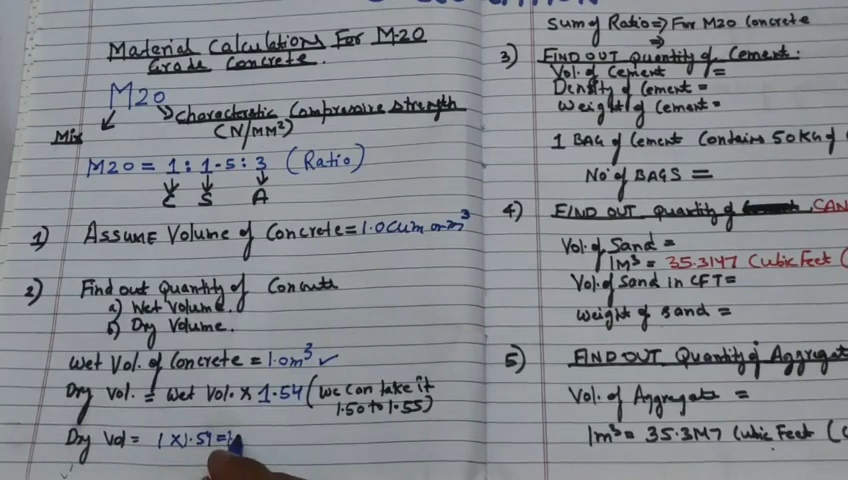 Material Calculations For M-20
Grade Concrete.
M20
Characteristic Compressive strength
(N/MM²)
Mix
M20 = 1 : 1.5 : 3 (Ratio)
C S A
1) ASSUME Volume of Concrete = 1.0 cum or m³
2) Find out Quantity of Concrete
a) Wet Volume.
b) Dry Volume.
Wet Vol. of Concrete = 1.0m³ ✓
Dry Vol. = Wet Vol. × 1.54 (we can take it
1.50 to 1.55)
Dry Vol = 1 × 1.54 =
Sum of Ratio ⇒ For M20 Concrete
⇒
3) FIND OUT Quantity of Cement:
Vol. of Cement =
Density of Cement =
Weight of Cement =
1 BAG of Cement Contains 50 KG of
No. of BAGS =
4) FIND OUT Quantity of SAN
Vol. of Sand =
1M³ = 35.3147 Cubic Feet (
Vol. of Sand in CFT =
Weight of Sand =
5) FIND OUT Quantity of Aggregat
Vol. of Aggregate =
1m³ = 35.3147 Cubic Feet (C